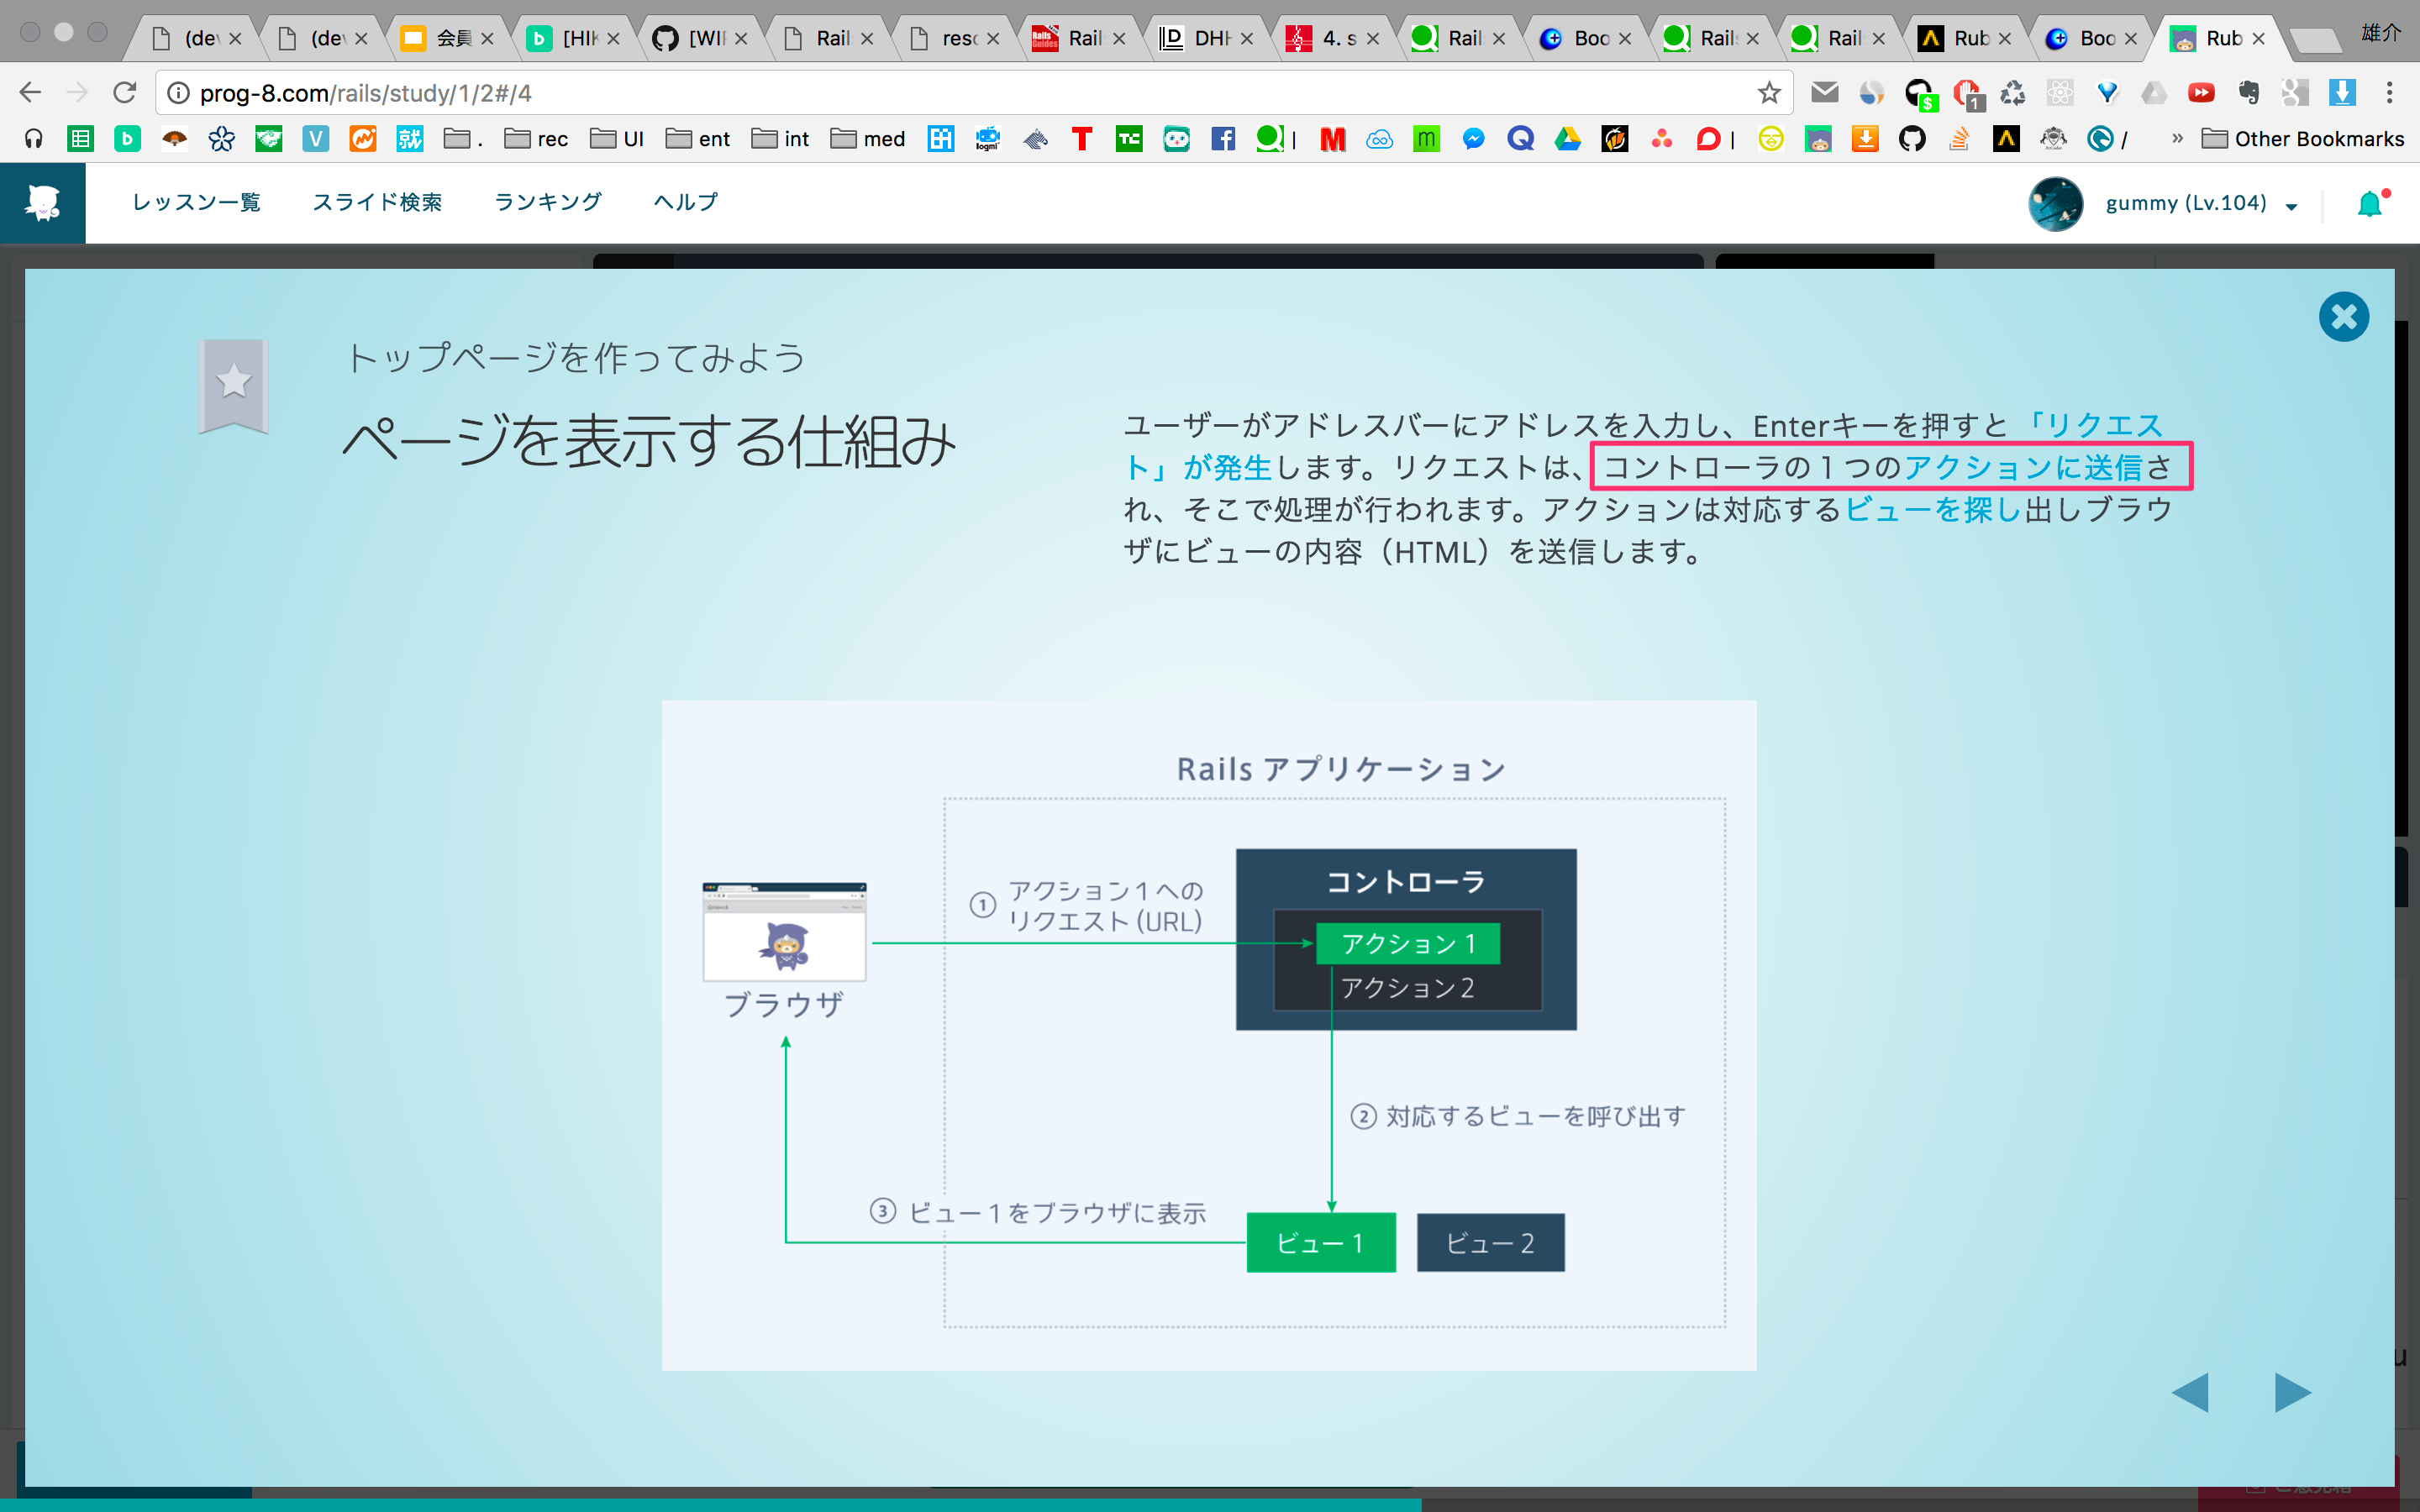 (dev
(dev
会員
[HIK
[WIP
Rail
reso
Rail
DHH
4. s
Rail
Boo
Rails
Rail
Rub
Boo
Rub
雄介
prog-8.com/rails/study/1/2#/4
.
rec
UI
ent
int
med
»
Other Bookmarks
レッスン一覧
スライド検索
ランキング
ヘルプ
gummy (Lv.104)
トップページを作ってみよう
ページを表示する仕組み
ユーザーがアドレスバーにアドレスを入力し、Enterキーを押すと「リクエス
ト」が発生します。リクエストは、コントローラの１つのアクションに送信さ
れ、そこで処理が行われます。アクションは対応するビューを探し出しブラウ
ザにビューの内容（HTML）を送信します。
Rails アプリケーション
コントローラ
① アクション１への
リクエスト(URL)
アクション 1
アクション 2
ブラウザ
② 対応するビューを呼び出す
③ ビュー１をブラウザに表示
ビュー 1
ビュー 2